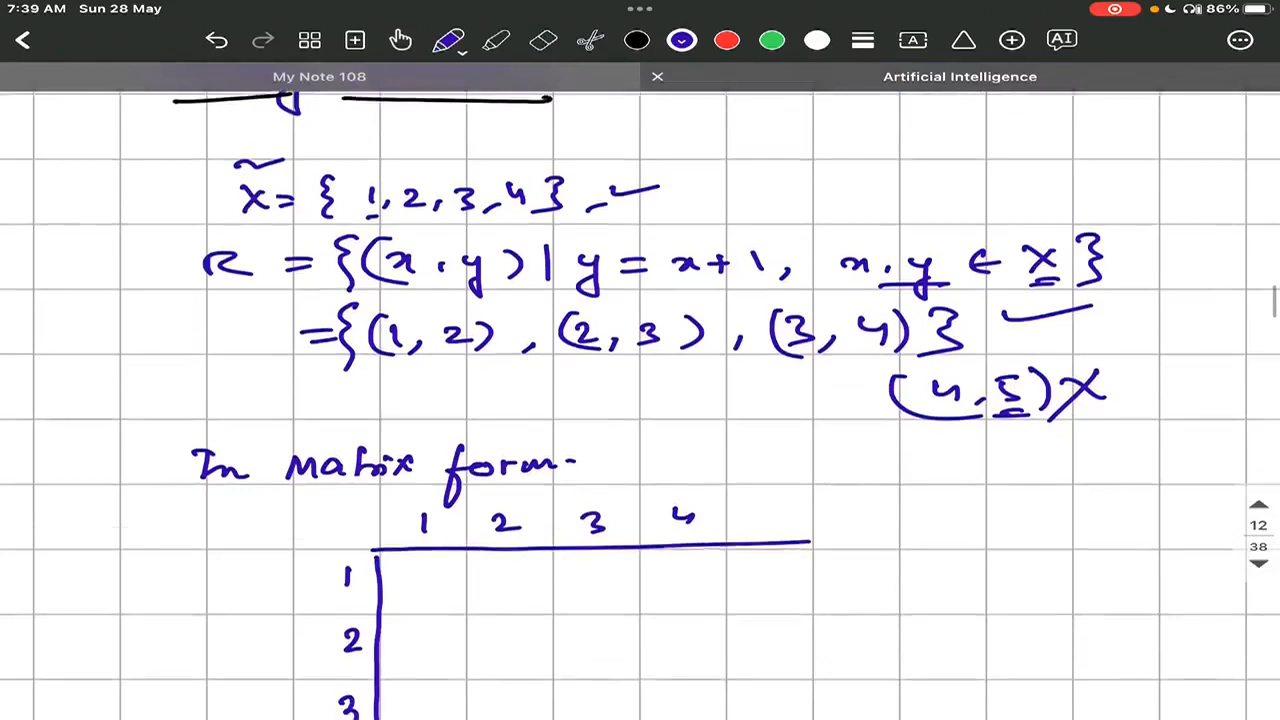 7:39 AM Sun 28 May
86%
A
AI
My Note 108
Artificial Intelligence
X = { 1, 2, 3, 4 }
R = {(x, y) | y = x+1, x, y ∈ X }
= {(1, 2), (2, 3), (3, 4)}
(4, 5) X
In Matrix form-
1 2 3 4
1
2
3
12
38